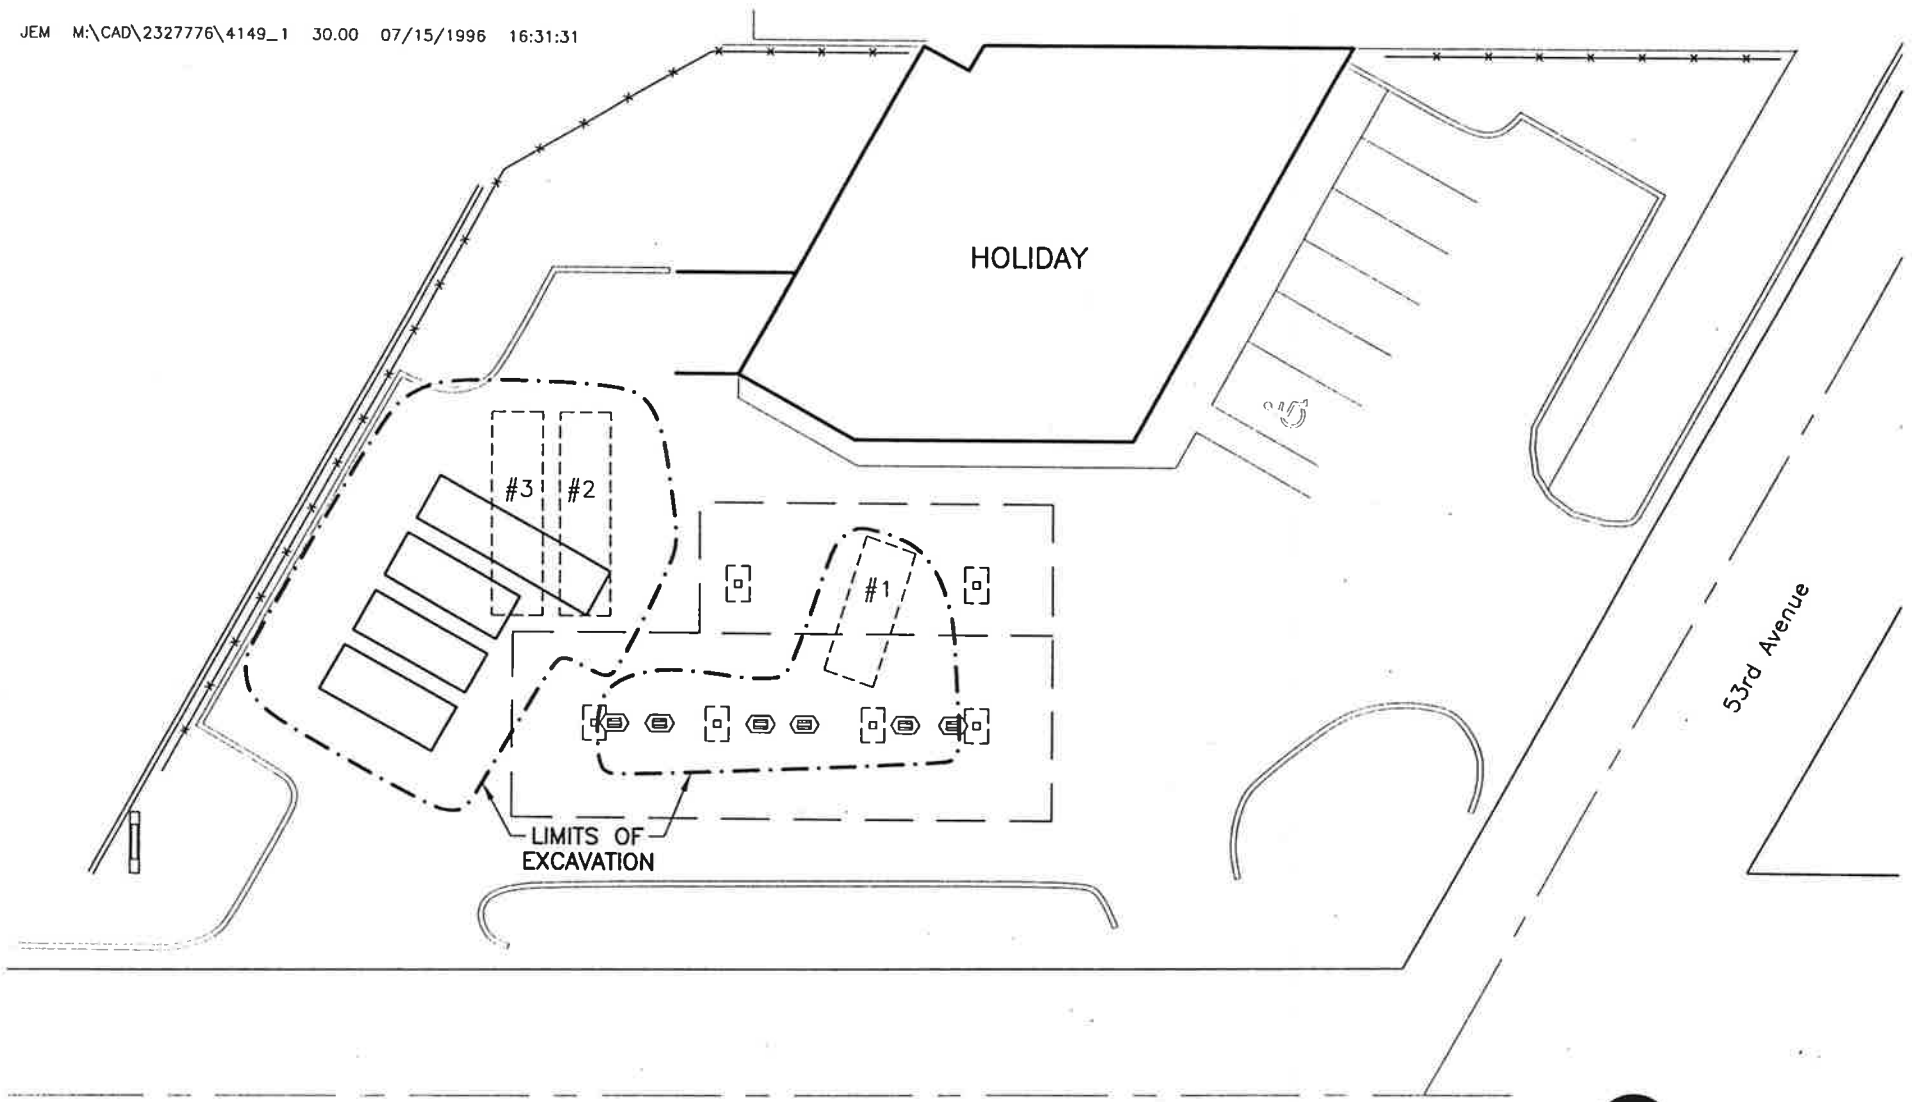 JEM M:\CAD\2327776\4149_1 30.00 07/15/1996 16:31:31
HOLIDAY
#3 #2
#1
53rd Avenue
LIMITS OF
EXCAVATION